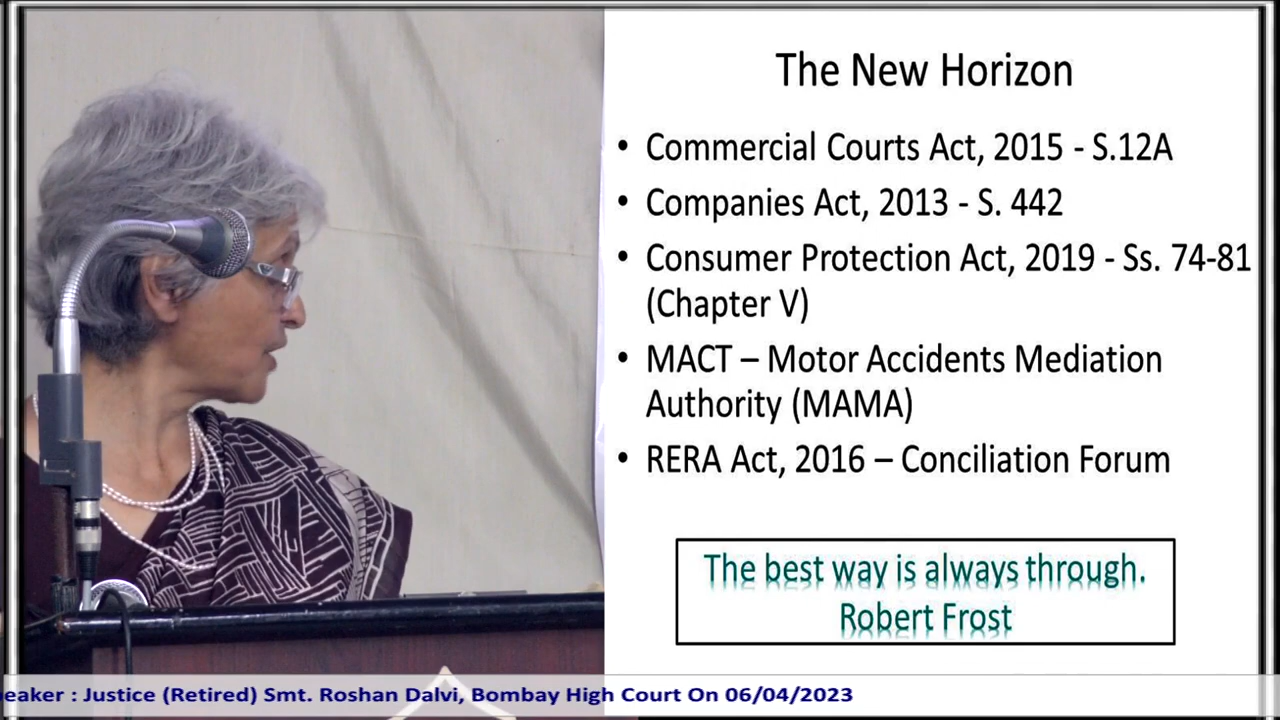 The New Horizon
• Commercial Courts Act, 2015 - S.12A
• Companies Act, 2013 - S. 442
• Consumer Protection Act, 2019 - Ss. 74-81
(Chapter V)
• MACT – Motor Accidents Mediation
Authority (MAMA)
• RERA Act, 2016 – Conciliation Forum
The best way is always through.
Robert Frost
: Justice (Retired) Smt. Roshan Dalvi, Bombay High Court On 06/04/2023